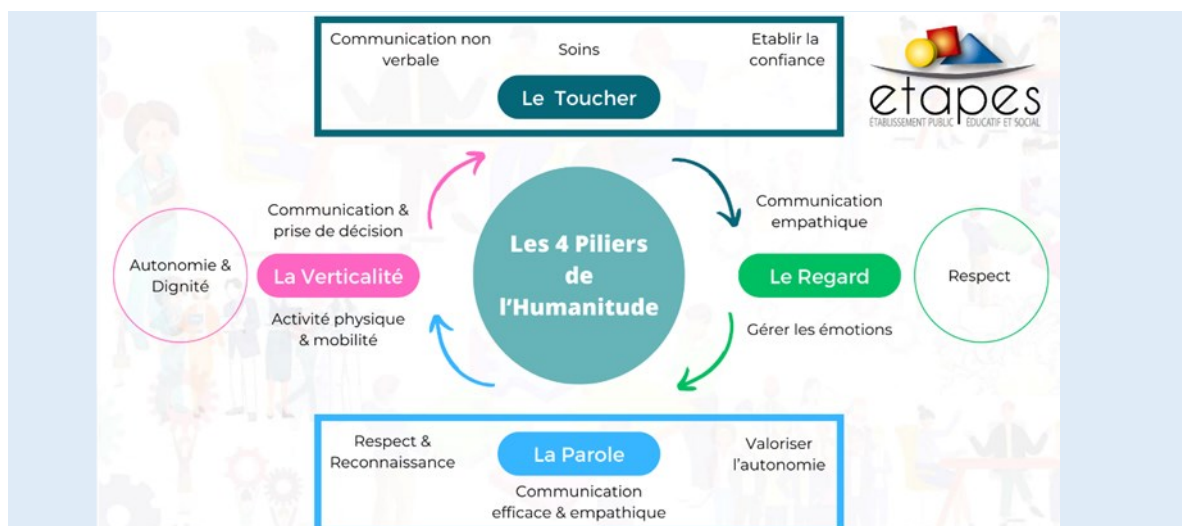 Communication non
verbale
Soins
Etablir la
confiance
Le Toucher
etapes
ÉTABLISSEMENT PUBLIC ÉDUCATIF ET SOCIAL
Communication &
prise de décision
Communication
empathique
Autonomie &
Dignité
La Verticalité
Les 4 Piliers
de
l'Humanitude
Le Regard
Respect
Activité physique
& mobilité
Gérer les émotions
Respect &
Reconnaissance
La Parole
Valoriser
l'autonomie
Communication
efficace & empathique